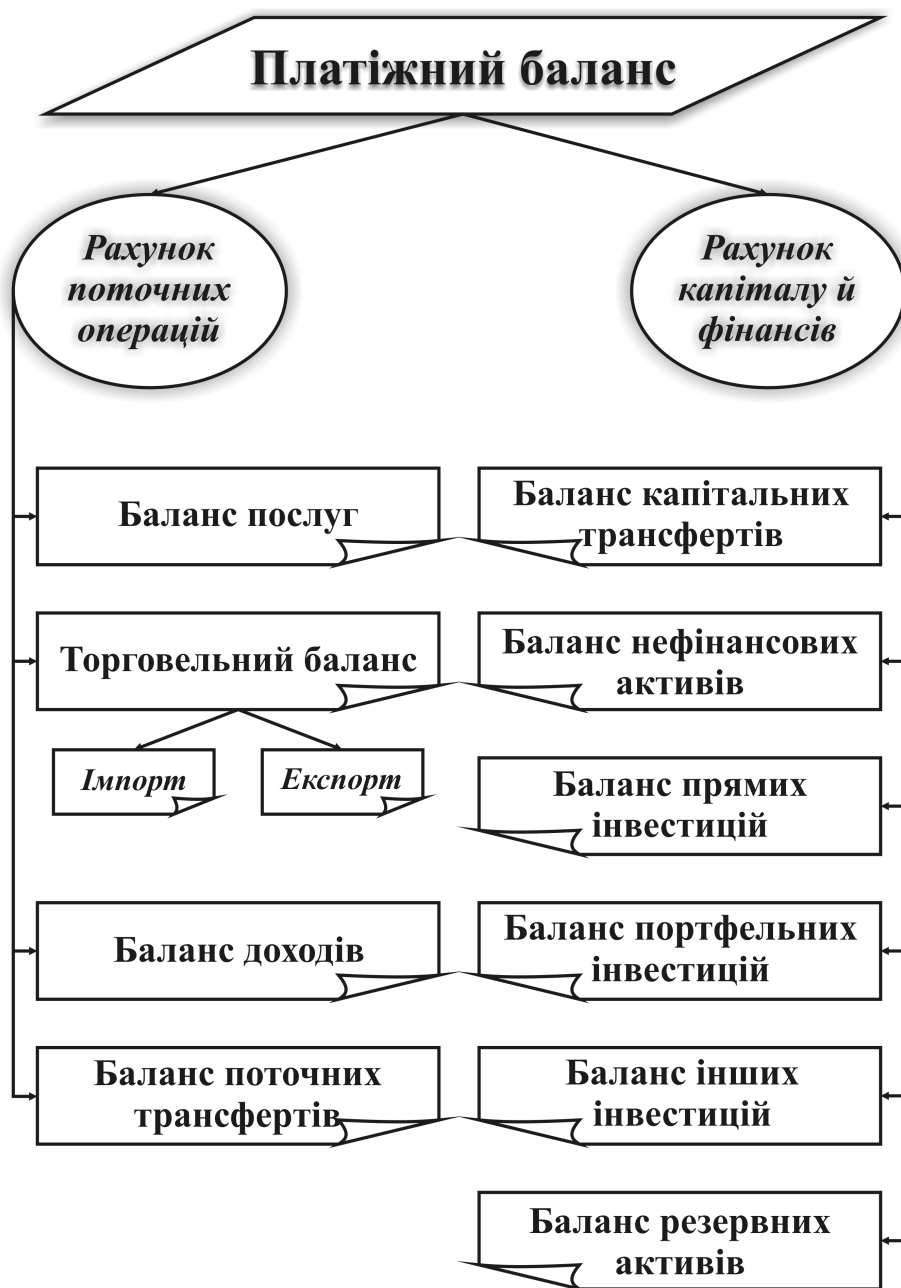 Платіжний баланс
Рахунок
поточних
операцій
Рахунок
капіталу й
фінансів
Баланс послуг
Баланс капітальних
трансфертів
Торговельний баланс
Баланс нефінансових
активів
Імпорт
Експорт
Баланс прямих
інвестицій
Баланс доходів
Баланс портфельних
інвестицій
Баланс поточних
трансфертів
Баланс інших
інвестицій
Баланс резервних
активів